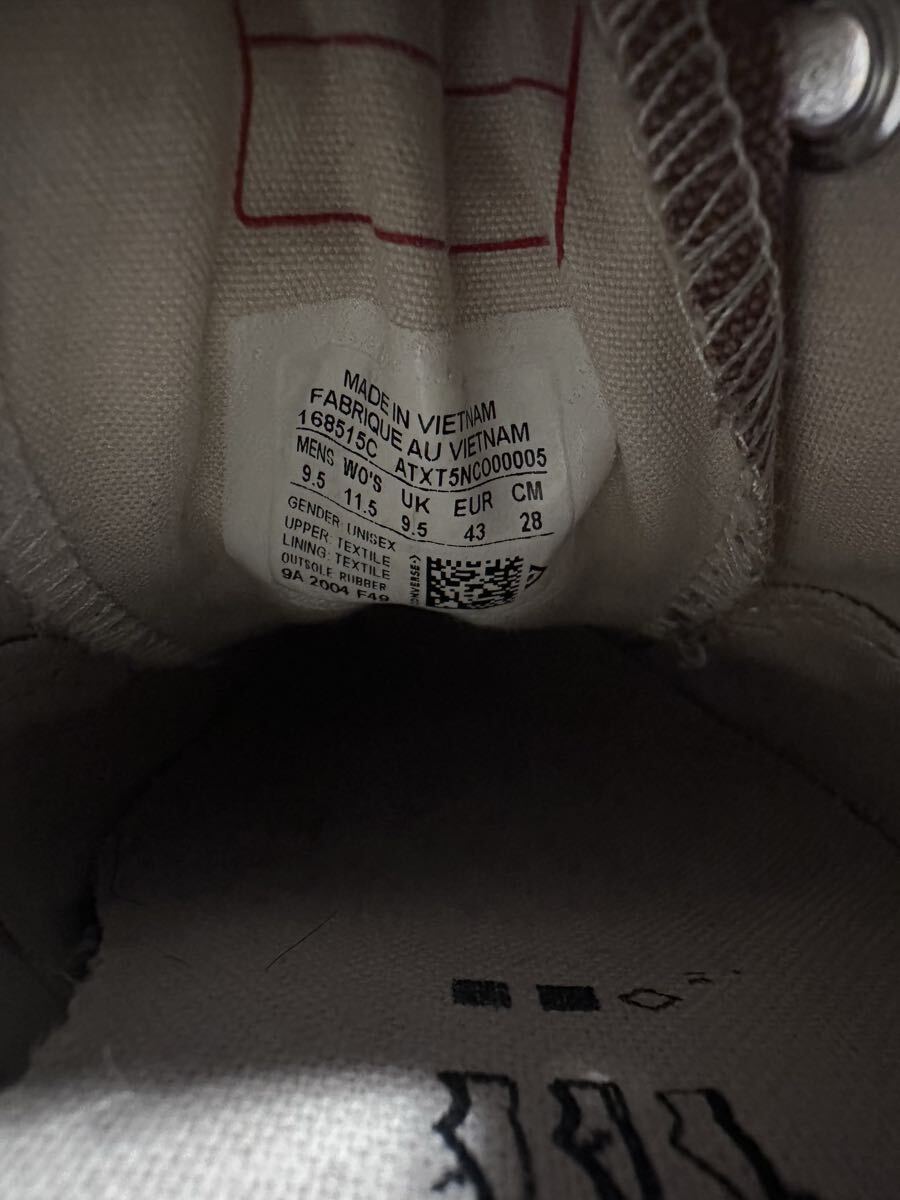 MADE IN VIETNAM
FABRIQUE AU VIETNAM
168515C ATXT5NCO00005
MENS WO'S UK EUR CM
9.5 11.5 9.5 43 28
GENDER: UNISEX
UPPER: TEXTILE
LINING: TEXTILE
OUTSOLE RUBBER
9A 2004 F49
CONVERSE